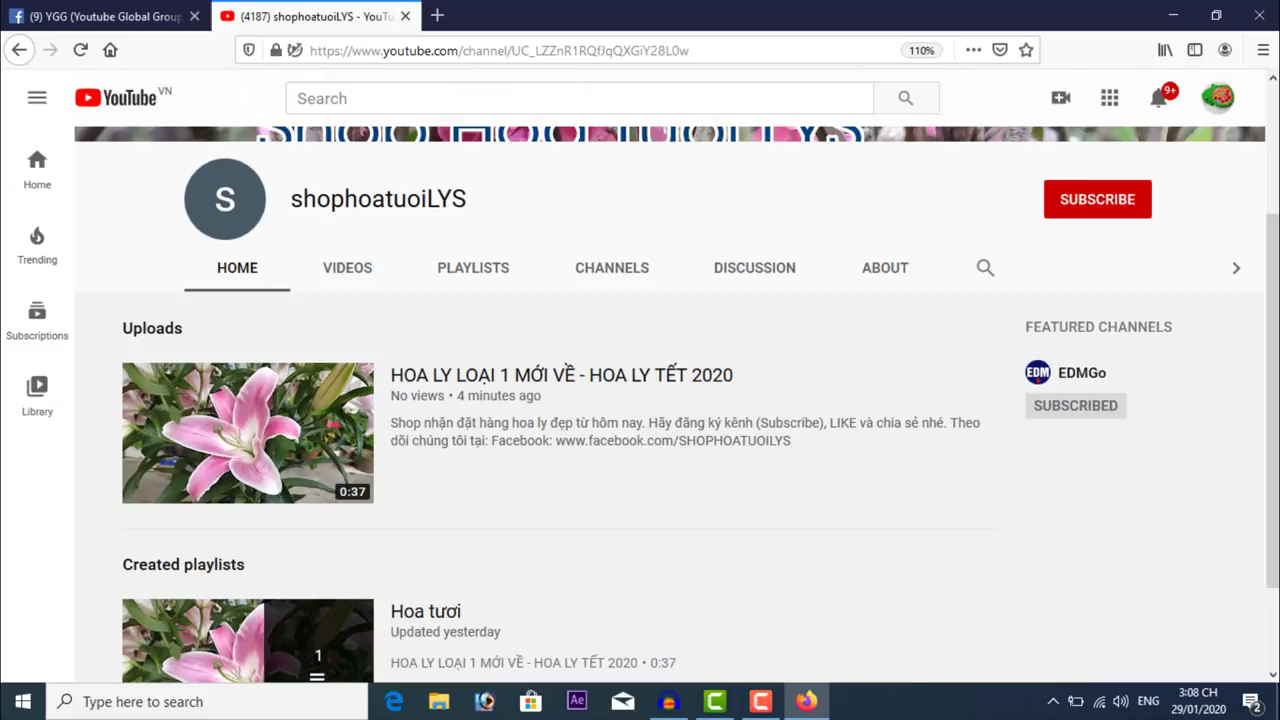 (9) YGG (Youtube Global Group
(4187) shophoatuoiLYS - YouTu
https://www.youtube.com/channel/UC_LZZnR1RQfJqQXGiY28L0w
110%
YouTube VN
Search
9+
SHOP HOA TUOI LYS
Home
S
shophoatuoiLYS
SUBSCRIBE
Trending
HOME
VIDEOS
PLAYLISTS
CHANNELS
DISCUSSION
ABOUT
Subscriptions
Library
Uploads
0:37
HOA LY LOẠI 1 MỚI VỀ - HOA LY TẾT 2020
No views • 4 minutes ago
Shop nhận đặt hàng hoa ly đẹp từ hôm nay. Hãy đăng ký kênh (Subscribe), LIKE và chia sẻ nhé. Theo
dõi chúng tôi tại: Facebook: www.facebook.com/SHOPHOATUOILYS
FEATURED CHANNELS
EDM
EDMGo
SUBSCRIBED
Created playlists
1
Hoa tươi
Updated yesterday
HOA LY LOẠI 1 MỚI VỀ - HOA LY TẾT 2020 • 0:37
Type here to search
Ae
ENG
3:08 CH
29/01/2020
2